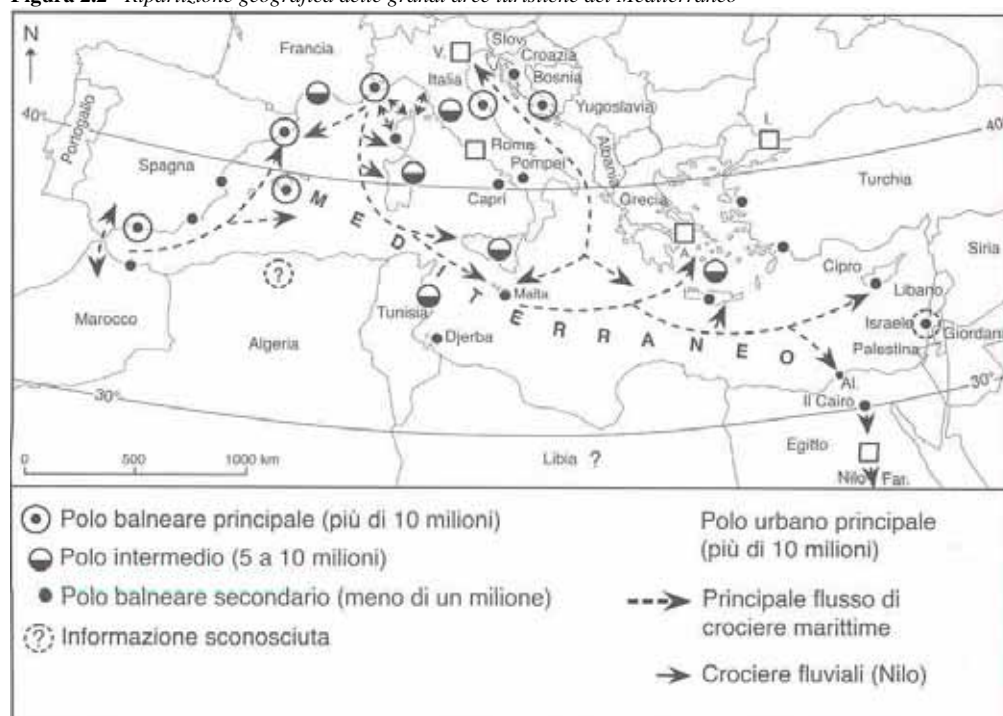 Figura 2.2 Ripartizione geografica delle grandi aree turistiche del Mediterraneo
N
Francia
V.
Slov.
Croazia
Italia
Bosnia
Yugoslavia
40°
I.
40°
Portogallo
Spagna
Roma
Pompei
Albania
Capri
Grecia
Turchia
A.
Siria
MEDTERRANEO
Cipro
Libano
Malta
Marocco
Tunisia
Israele
Giordania
Algeria
Djerba
Palestina
30°
Al.
30°
Il Cairo
Egitto
0 500 1000 km
Libia ?
Nilo
Far.
?
?
Polo balneare principale (più di 10 milioni)
Polo intermedio (5 a 10 milioni)
Polo balneare secondario (meno di un milione)
? Informazione sconosciuta
Polo urbano principale
(più di 10 milioni)
Principale flusso di
crociere marittime
Crociere fluviali (Nilo)